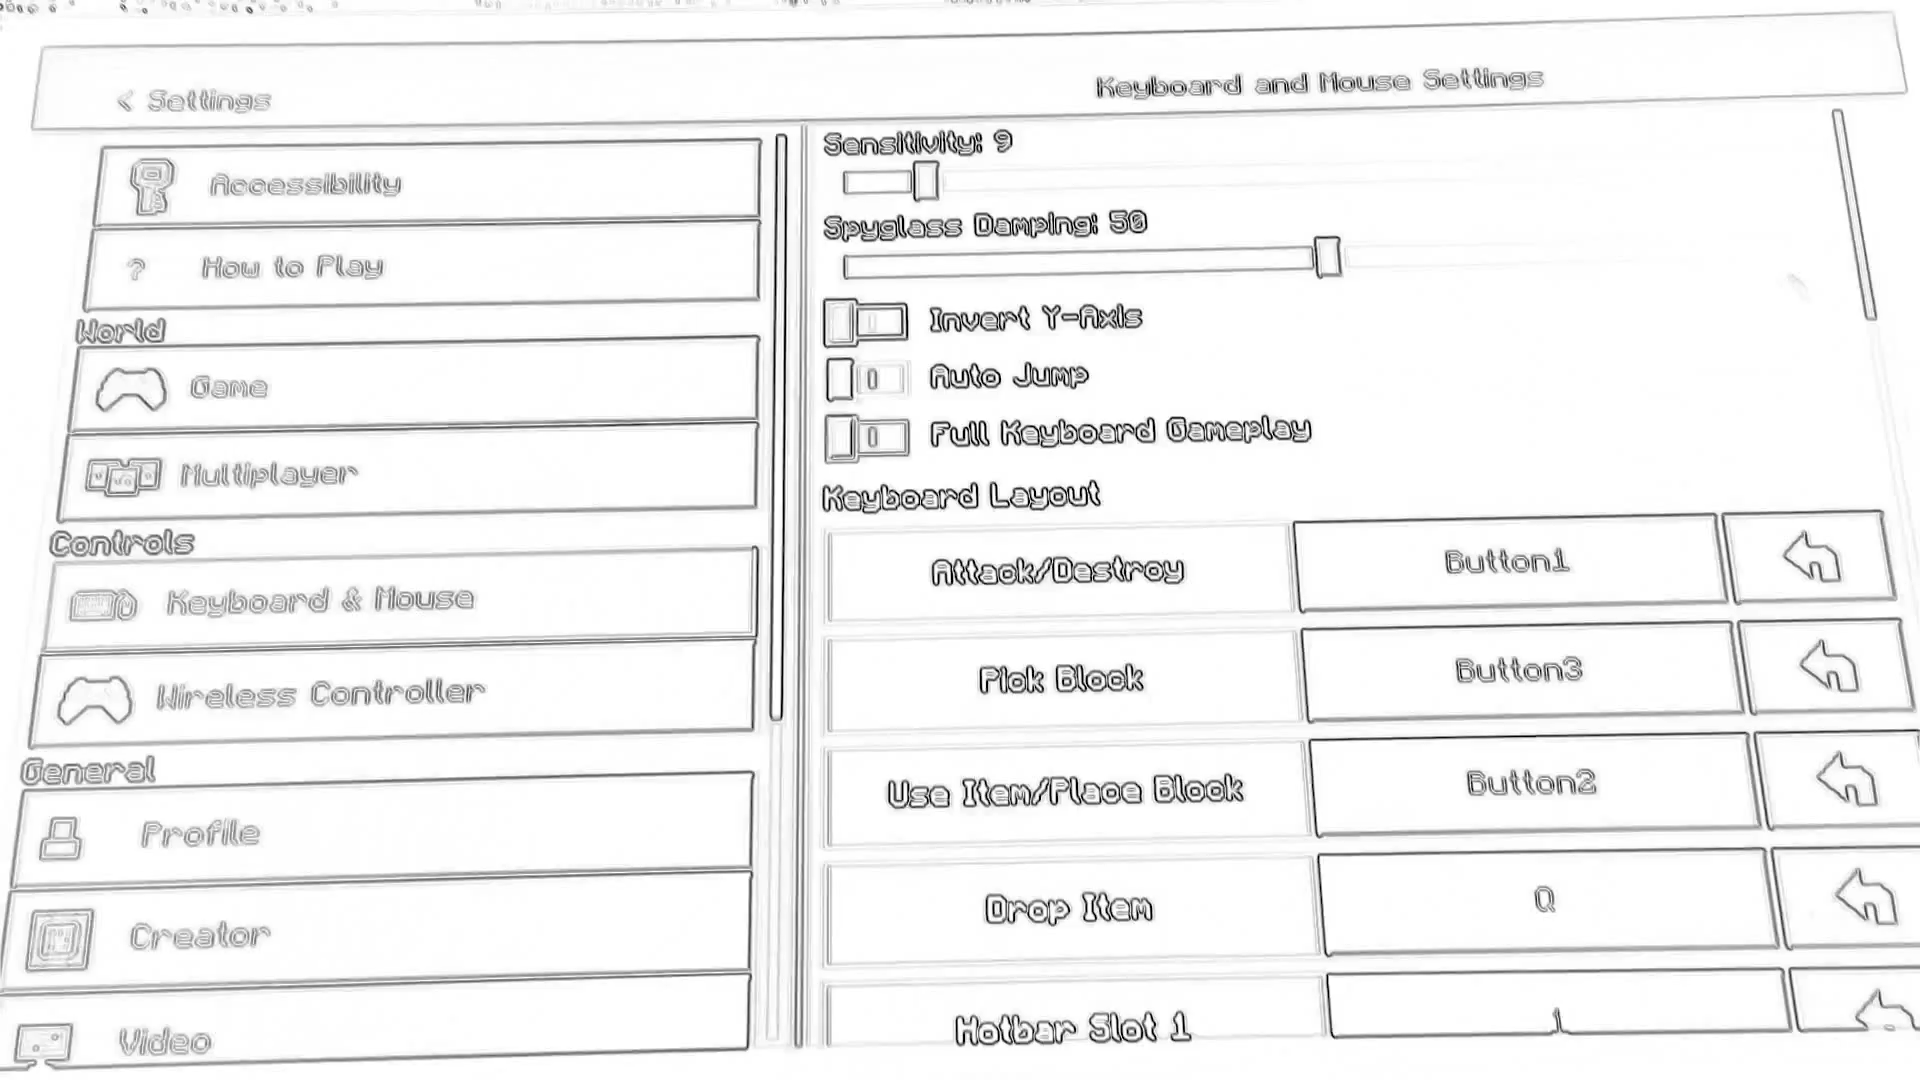 < Settings
Keyboard and Mouse Settings
Accessibility
? How to Play
World
Game
Multiplayer
Controls
Keyboard & Mouse
Wireless Controller
General
Profile
Creator
Video
Sensitivity: 9
Spyglass Damping: 50
Invert Y-Axis
Auto Jump
Full Keyboard Gameplay
Keyboard Layout
Attack/Destroy Button1
Pick Block Button3
Use Item/Place Block Button2
Drop Item Q
Hotbar Slot 1 1